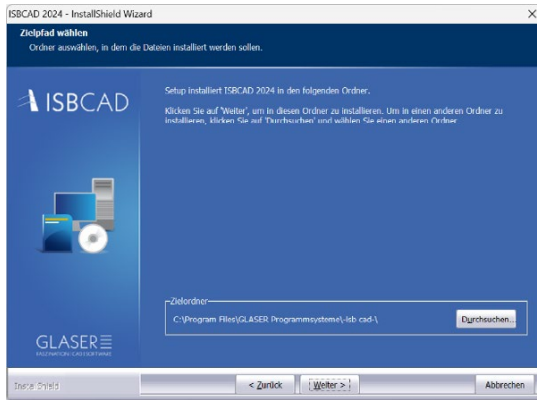 ISBCAD 2024 - InstallShield Wizard
Zielpfad wählen
Ordner auswählen, in dem die Dateien installiert werden sollen.
ISBCAD
Setup installiert ISBCAD 2024 in den folgenden Ordner.
Klicken Sie auf 'Weiter', um in diesen Ordner zu installieren. Um in einen anderen Ordner zu
installieren, klicken Sie auf 'Durchsuchen' und wählen Sie einen anderen Ordner
Zielordner
C:\Program Files\GLASER Programmsysteme\-isb cad-\
Durchsuchen...
GLASER
FASZINATION CAD SOFTWARE
InstallShield
< Zurück
Weiter >
Abbrechen